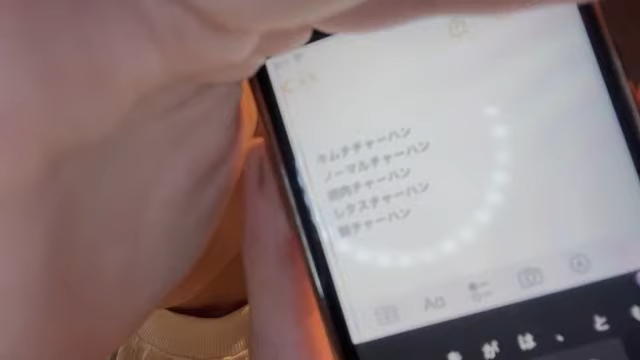 キムチチャーハン
ノーマルチャーハン
焼肉チャーハン
レタスチャーハン
チャーハン
Aa
が は 、 と も